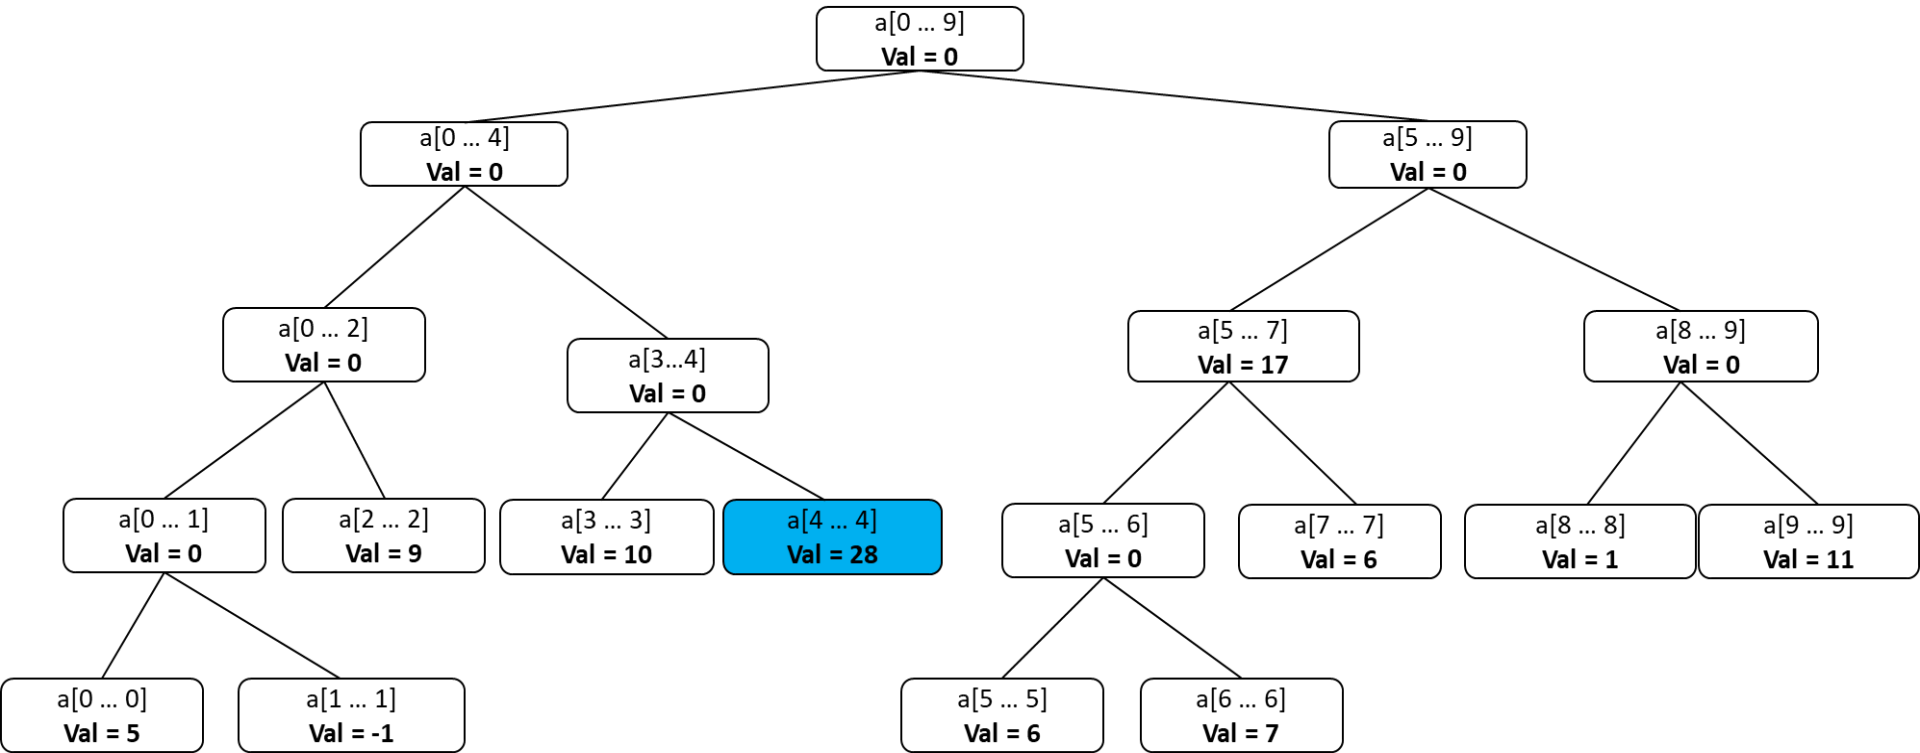 a[0 ... 9]
Val = 0
a[0 ... 4]
Val = 0
a[5 ... 9]
Val = 0
a[0 ... 2]
Val = 0
a[3...4]
Val = 0
a[5 ... 7]
Val = 17
a[8 ... 9]
Val = 0
a[0 ... 1]
Val = 0
a[2 ... 2]
Val = 9
a[3 ... 3]
Val = 10
a[4 ... 4]
Val = 28
a[5 ... 6]
Val = 0
a[7 ... 7]
Val = 6
a[8 ... 8]
Val = 1
a[9 ... 9]
Val = 11
a[0 ... 0]
Val = 5
a[1 ... 1]
Val = -1
a[5 ... 5]
Val = 6
a[6 ... 6]
Val = 7